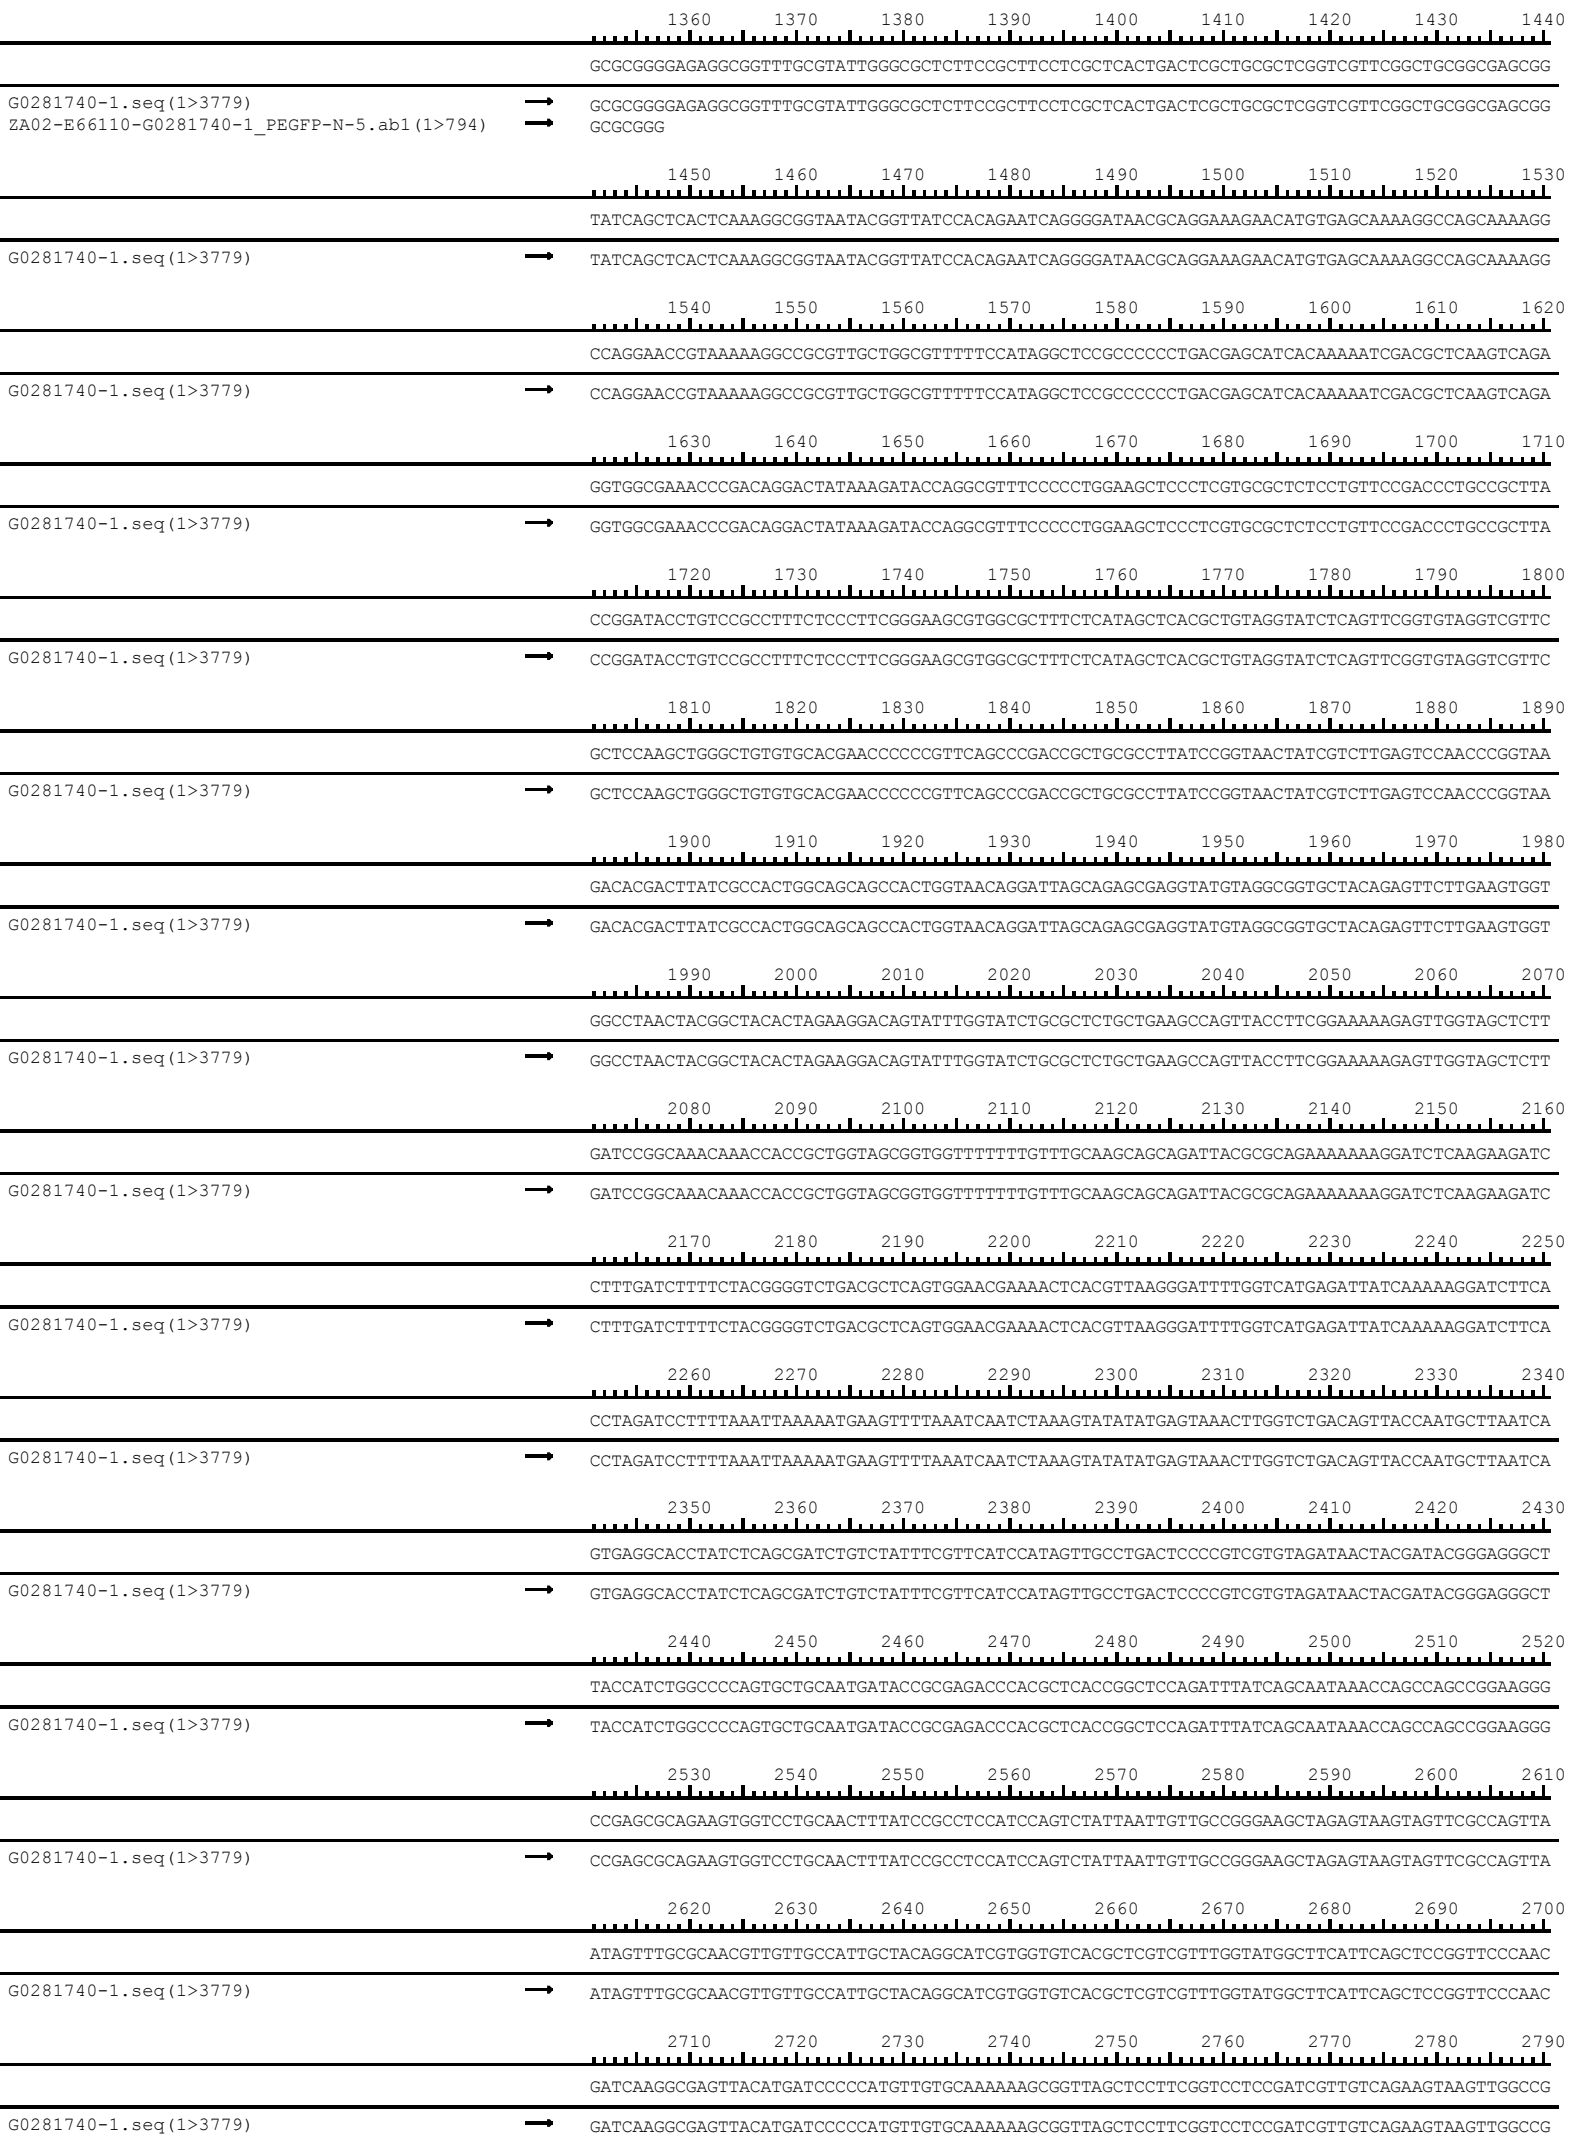 1360 1370 1380 1390 1400 1410 1420 1430 1440
GCGCGGGGAGAGGCGGTTTGCGTATTGGGCGCTCTTCCGCTTCCTCGCTCACTGACTCGCTGCGCTCGGTCGTTCGGCTGCGGCGAGCGG
G0281740-1.seq(1>3779) → GCGCGGGGAGAGGCGGTTTGCGTATTGGGCGCTCTTCCGCTTCCTCGCTCACTGACTCGCTGCGCTCGGTCGTTCGGCTGCGGCGAGCGG
ZA02-E66110-G0281740-1_PEGFP-N-5.ab1(1>794) → GCGCGGG
1450 1460 1470 1480 1490 1500 1510 1520 1530
TATCAGCTCACTCAAAGGCGGTAATACGGTTATCCACAGAATCAGGGGATAACGCAGGAAAGAACATGTGAGCAAAAGGCCAGCAAAAGG
G0281740-1.seq(1>3779) → TATCAGCTCACTCAAAGGCGGTAATACGGTTATCCACAGAATCAGGGGATAACGCAGGAAAGAACATGTGAGCAAAAGGCCAGCAAAAGG
1540 1550 1560 1570 1580 1590 1600 1610 1620
CCAGGAACCGTAAAAAGGCCGCGTTGCTGGCGTTTTTCCATAGGCTCCGCCCCCCTGACGAGCATCACAAAAATCGACGCTCAAGTCAGA
G0281740-1.seq(1>3779) → CCAGGAACCGTAAAAAGGCCGCGTTGCTGGCGTTTTTCCATAGGCTCCGCCCCCCTGACGAGCATCACAAAAATCGACGCTCAAGTCAGA
1630 1640 1650 1660 1670 1680 1690 1700 1710
GGTGGCGAAACCCGACAGGACTATAAAGATACCAGGCGTTTCCCCCTGGAAGCTCCCTCGTGCGCTCTCCTGTTCCGACCCTGCCGCTTA
G0281740-1.seq(1>3779) → GGTGGCGAAACCCGACAGGACTATAAAGATACCAGGCGTTTCCCCCTGGAAGCTCCCTCGTGCGCTCTCCTGTTCCGACCCTGCCGCTTA
1720 1730 1740 1750 1760 1770 1780 1790 1800
CCGGATACCTGTCCGCCTTTCTCCCTTCGGGAAGCGTGGCGCTTTCTCATAGCTCACGCTGTAGGTATCTCAGTTCGGTGTAGGTCGTTC
G0281740-1.seq(1>3779) → CCGGATACCTGTCCGCCTTTCTCCCTTCGGGAAGCGTGGCGCTTTCTCATAGCTCACGCTGTAGGTATCTCAGTTCGGTGTAGGTCGTTC
1810 1820 1830 1840 1850 1860 1870 1880 1890
GCTCCAAGCTGGGCTGTGTGCACGAACCCCCCGTTCAGCCCGACCGCTGCGCCTTATCCGGTAACTATCGTCTTGAGTCCAACCCGGTAA
G0281740-1.seq(1>3779) → GCTCCAAGCTGGGCTGTGTGCACGAACCCCCCGTTCAGCCCGACCGCTGCGCCTTATCCGGTAACTATCGTCTTGAGTCCAACCCGGTAA
1900 1910 1920 1930 1940 1950 1960 1970 1980
GACACGACTTATCGCCACTGGCAGCAGCCACTGGTAACAGGATTAGCAGAGCGAGGTATGTAGGCGGTGCTACAGAGTTCTTGAAGTGGT
G0281740-1.seq(1>3779) → GACACGACTTATCGCCACTGGCAGCAGCCACTGGTAACAGGATTAGCAGAGCGAGGTATGTAGGCGGTGCTACAGAGTTCTTGAAGTGGT
1990 2000 2010 2020 2030 2040 2050 2060 2070
GGCCTAACTACGGCTACACTAGAAGGACAGTATTTGGTATCTGCGCTCTGCTGAAGCCAGTTACCTTCGGAAAAAGAGTTGGTAGCTCTT
G0281740-1.seq(1>3779) → GGCCTAACTACGGCTACACTAGAAGGACAGTATTTGGTATCTGCGCTCTGCTGAAGCCAGTTACCTTCGGAAAAAGAGTTGGTAGCTCTT
2080 2090 2100 2110 2120 2130 2140 2150 2160
GATCCGGCAAACAAACCACCGCTGGTAGCGGTGGTTTTTTTGTTTGCAAGCAGCAGATTACGCGCAGAAAAAAAGGATCTCAAGAAGATC
G0281740-1.seq(1>3779) → GATCCGGCAAACAAACCACCGCTGGTAGCGGTGGTTTTTTTGTTTGCAAGCAGCAGATTACGCGCAGAAAAAAAGGATCTCAAGAAGATC
2170 2180 2190 2200 2210 2220 2230 2240 2250
CTTTGATCTTTTCTACGGGGTCTGACGCTCAGTGGAACGAAAACTCACGTTAAGGGATTTTGGTCATGAGATTATCAAAAAGGATCTTCA
G0281740-1.seq(1>3779) → CTTTGATCTTTTCTACGGGGTCTGACGCTCAGTGGAACGAAAACTCACGTTAAGGGATTTTGGTCATGAGATTATCAAAAAGGATCTTCA
2260 2270 2280 2290 2300 2310 2320 2330 2340
CCTAGATCCTTTTAAATTAAAAATGAAGTTTTAAATCAATCTAAAGTATATATGAGTAAACTTGGTCTGACAGTTACCAATGCTTAATCA
G0281740-1.seq(1>3779) → CCTAGATCCTTTTAAATTAAAAATGAAGTTTTAAATCAATCTAAAGTATATATGAGTAAACTTGGTCTGACAGTTACCAATGCTTAATCA
2350 2360 2370 2380 2390 2400 2410 2420 2430
GTGAGGCACCTATCTCAGCGATCTGTCTATTTCGTTCATCCATAGTTGCCTGACTCCCCGTCGTGTAGATAACTACGATACGGGAGGGCT
G0281740-1.seq(1>3779) → GTGAGGCACCTATCTCAGCGATCTGTCTATTTCGTTCATCCATAGTTGCCTGACTCCCCGTCGTGTAGATAACTACGATACGGGAGGGCT
2440 2450 2460 2470 2480 2490 2500 2510 2520
TACCATCTGGCCCCAGTGCTGCAATGATACCGCGAGACCCACGCTCACCGGCTCCAGATTTATCAGCAATAAACCAGCCAGCCGGAAGGG
G0281740-1.seq(1>3779) → TACCATCTGGCCCCAGTGCTGCAATGATACCGCGAGACCCACGCTCACCGGCTCCAGATTTATCAGCAATAAACCAGCCAGCCGGAAGGG
2530 2540 2550 2560 2570 2580 2590 2600 2610
CCGAGCGCAGAAGTGGTCCTGCAACTTTATCCGCCTCCATCCAGTCTATTAATTGTTGCCGGGAAGCTAGAGTAAGTAGTTCGCCAGTTA
G0281740-1.seq(1>3779) → CCGAGCGCAGAAGTGGTCCTGCAACTTTATCCGCCTCCATCCAGTCTATTAATTGTTGCCGGGAAGCTAGAGTAAGTAGTTCGCCAGTTA
2620 2630 2640 2650 2660 2670 2680 2690 2700
ATAGTTTGCGCAACGTTGTTGCCATTGCTACAGGCATCGTGGTGTCACGCTCGTCGTTTGGTATGGCTTCATTCAGCTCCGGTTCCCAAC
G0281740-1.seq(1>3779) → ATAGTTTGCGCAACGTTGTTGCCATTGCTACAGGCATCGTGGTGTCACGCTCGTCGTTTGGTATGGCTTCATTCAGCTCCGGTTCCCAAC
2710 2720 2730 2740 2750 2760 2770 2780 2790
GATCAAGGCGAGTTACATGATCCCCCATGTTGTGCAAAAAAGCGGTTAGCTCCTTCGGTCCTCCGATCGTTGTCAGAAGTAAGTTGGCCG
G0281740-1.seq(1>3779) → GATCAAGGCGAGTTACATGATCCCCCATGTTGTGCAAAAAAGCGGTTAGCTCCTTCGGTCCTCCGATCGTTGTCAGAAGTAAGTTGGCCG